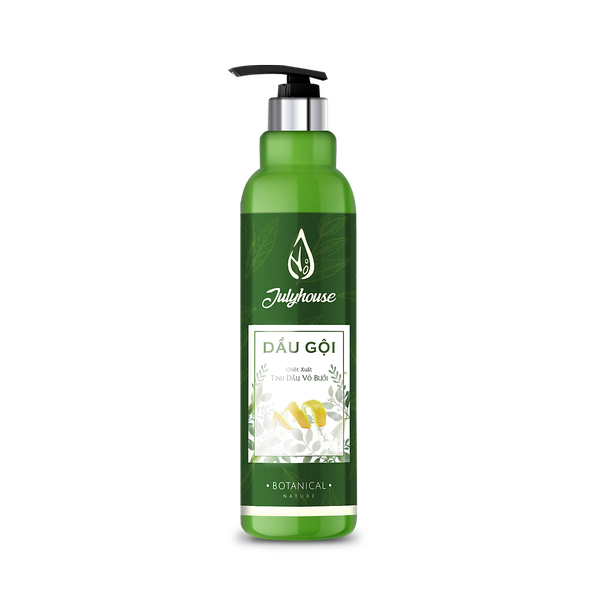 Julyhouse
DẦU GỘI
Chiết Xuất
Tinh Dầu Vỏ Bưởi
• BOTANICAL •
NATURE